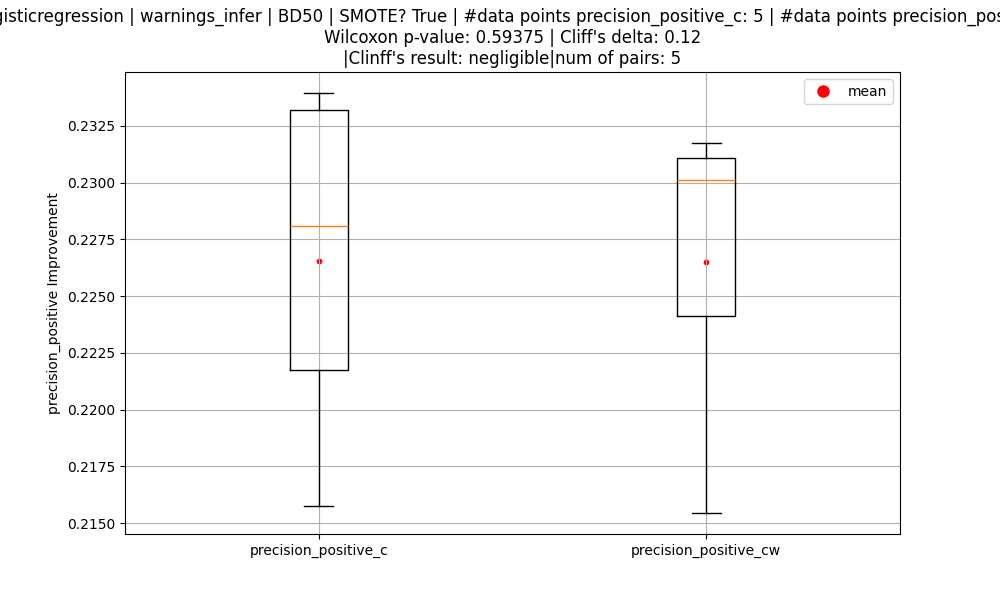 gisticregression | warnings_infer | BD50 | SMOTE? True | #data points precision_positive_c: 5 | #data points precision_pos
Wilcoxon p-value: 0.59375 | Cliff's delta: 0.12
|Clinff's result: negligible|num of pairs: 5
mean
precision_positive Improvement
0.2325
0.2300
0.2275
0.2250
0.2225
0.2200
0.2175
0.2150
precision_positive_c
precision_positive_cw